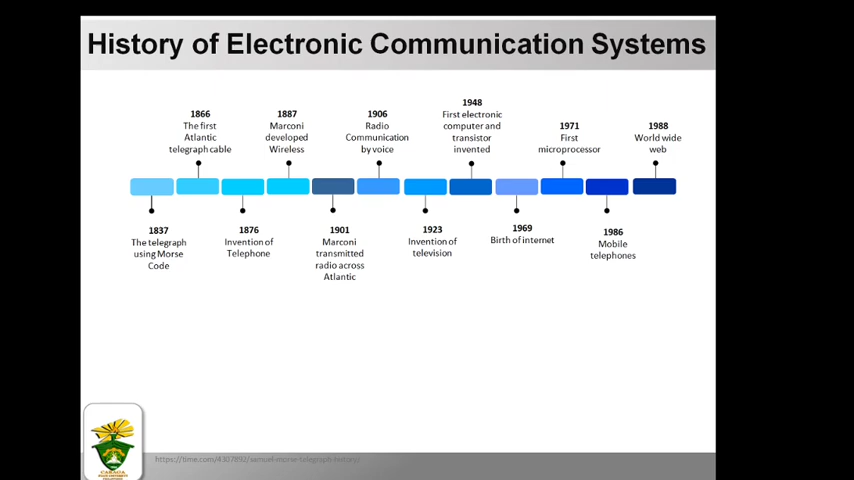 History of Electronic Communication Systems
1866
The first
Atlantic
telegraph cable
1887
Marconi
developed
Wireless
1906
Radio
Communication
by voice
1948
First electronic
computer and
transistor
invented
1971
First
microprocessor
1988
World wide
web
1837
The telegraph
using Morse
Code
1876
Invention of
Telephone
1901
Marconi
transmitted
radio across
Atlantic
1923
Invention of
television
1969
Birth of internet
1986
Mobile
telephones
https://time.com/4307892/samuel-morse-telegraph-history/
CARAGA